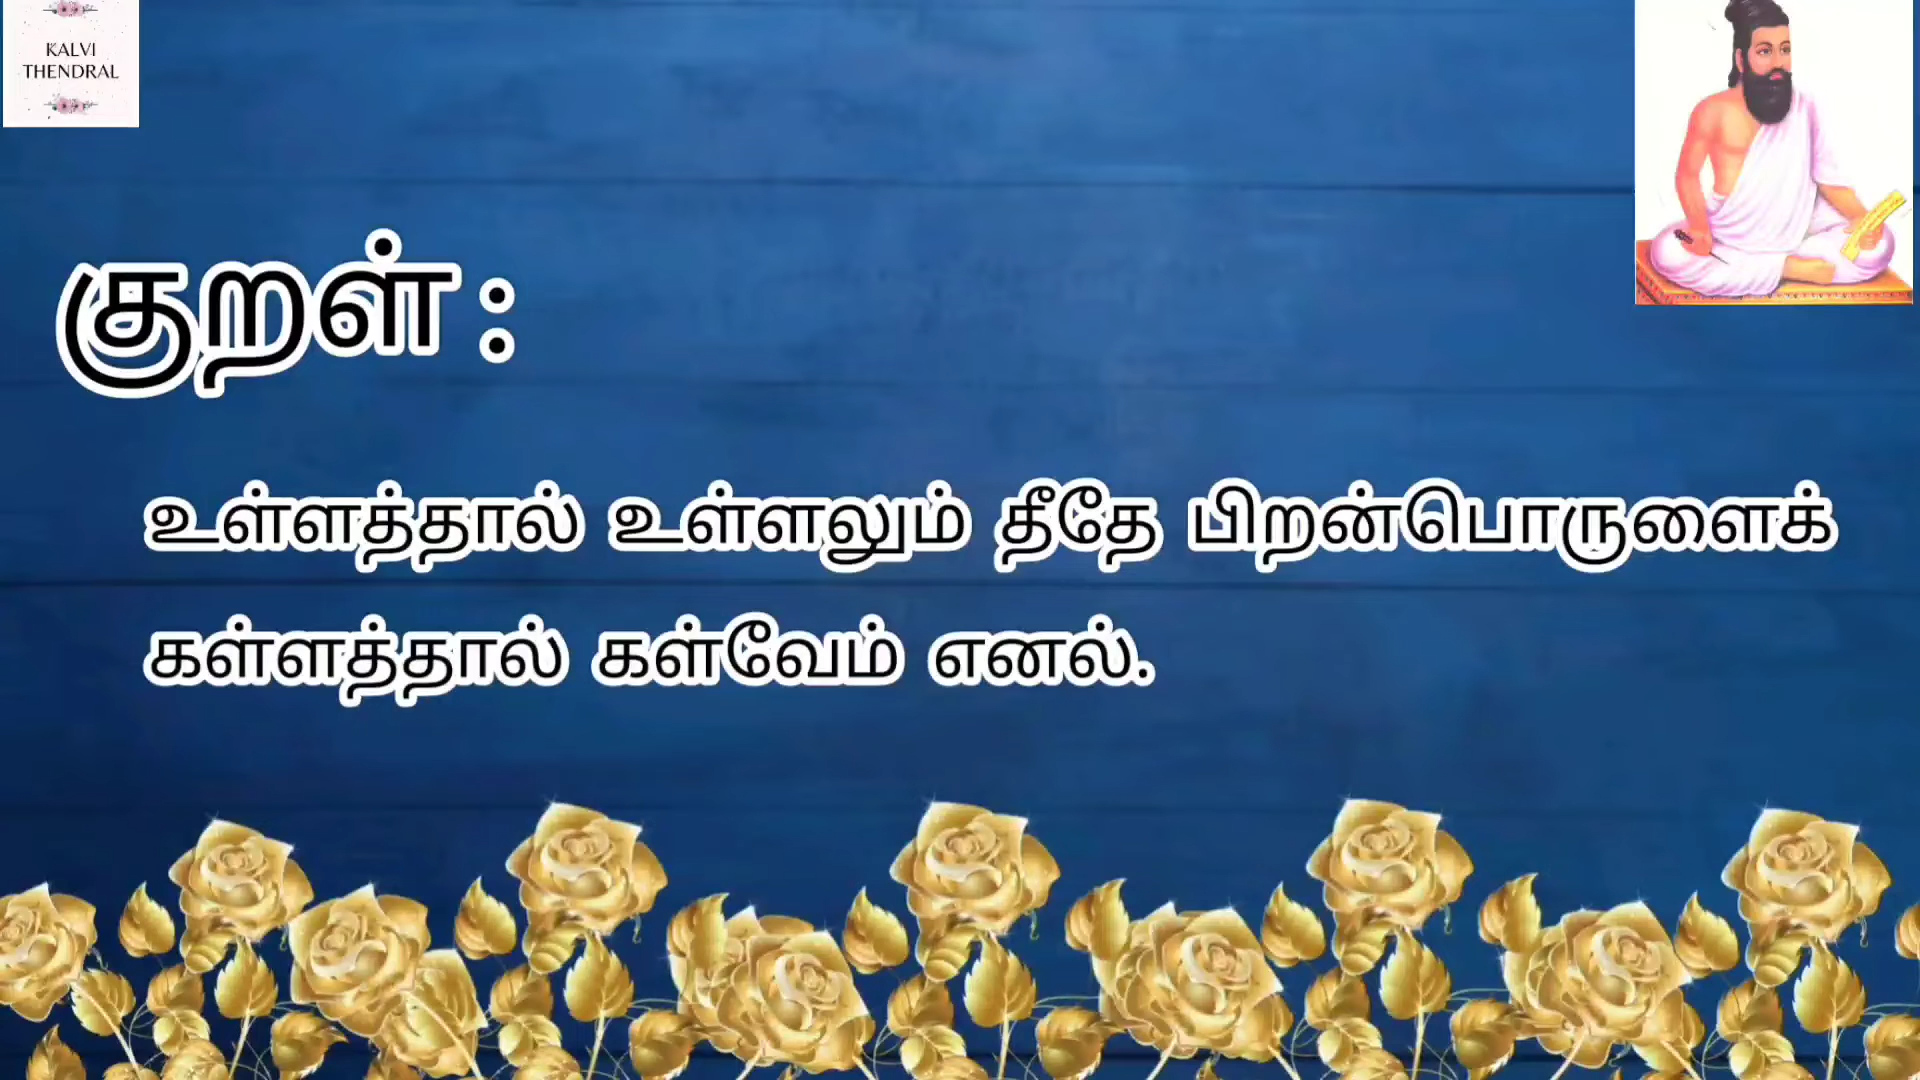 KALVI
THENDRAL
குறள் :
உள்ளத்தால் உள்ளலும் தீதே பிறன்பொருளைக்
கள்ளத்தால் கள்வேம் எனல்.